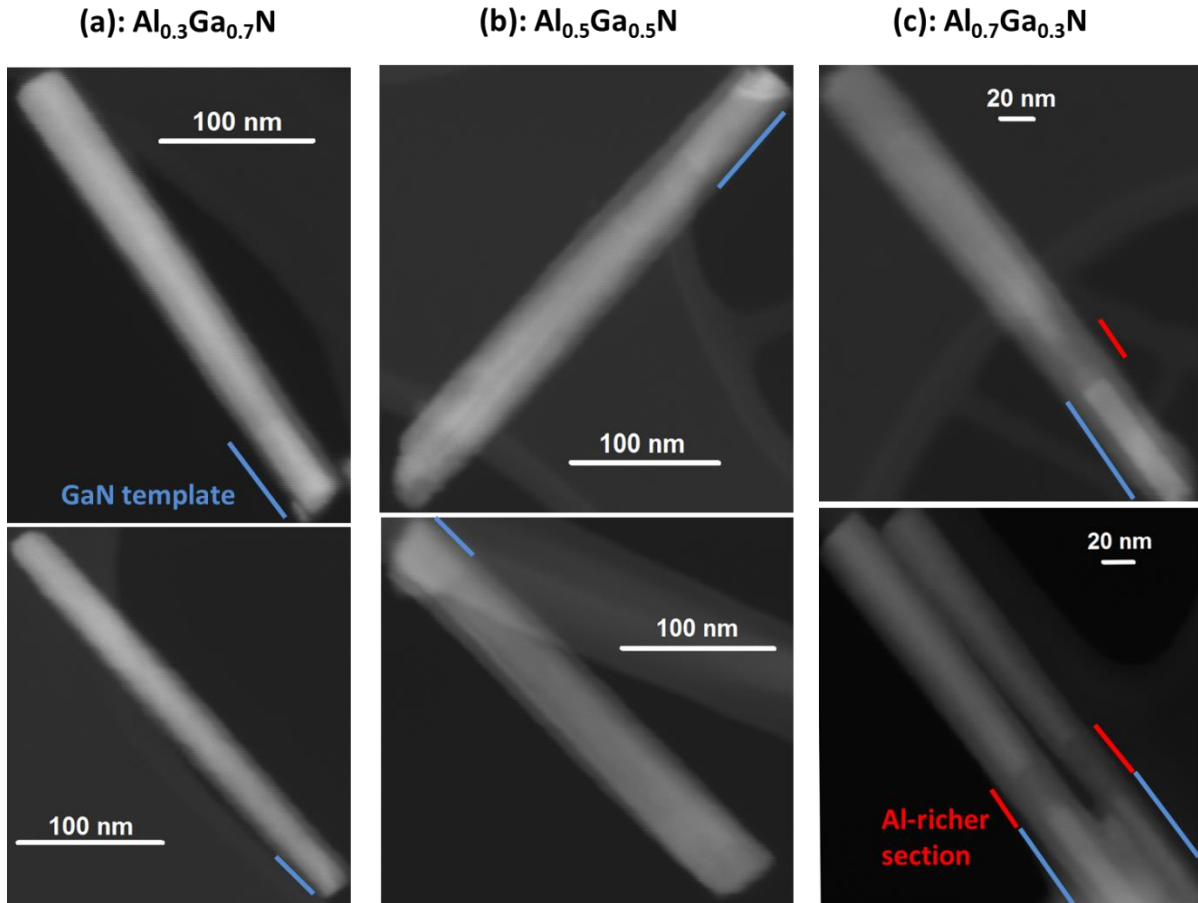 (a): Al₀.₃Ga₀.₇N
(b): Al₀.₅Ga₀.₅N
(c): Al₀.₇Ga₀.₃N
100 nm
GaN template
100 nm
20 nm
100 nm
100 nm
20 nm
Al-richer
section